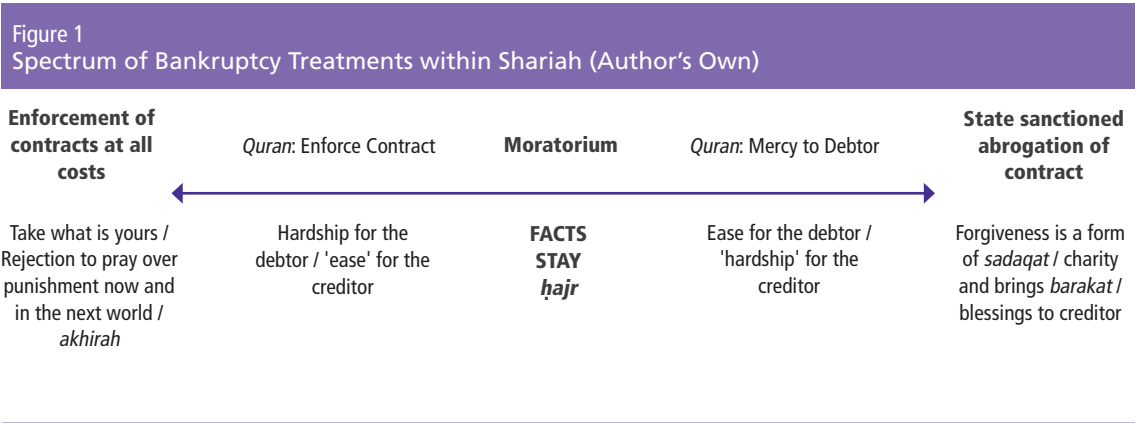 Figure 1
Spectrum of Bankruptcy Treatments within Shariah (Author's Own)
Enforcement of
contracts at all
costs
Quran: Enforce Contract
Moratorium
Quran: Mercy to Debtor
State sanctioned
abrogation of
contract
Take what is yours /
Rejection to pray over
punishment now and
in the next world /
akhirah
Hardship for the
debtor / 'ease' for the
creditor
FACTS
STAY
ḥajr
Ease for the debtor /
'hardship' for the
creditor
Forgiveness is a form
of sadaqat / charity
and brings barakat /
blessings to creditor